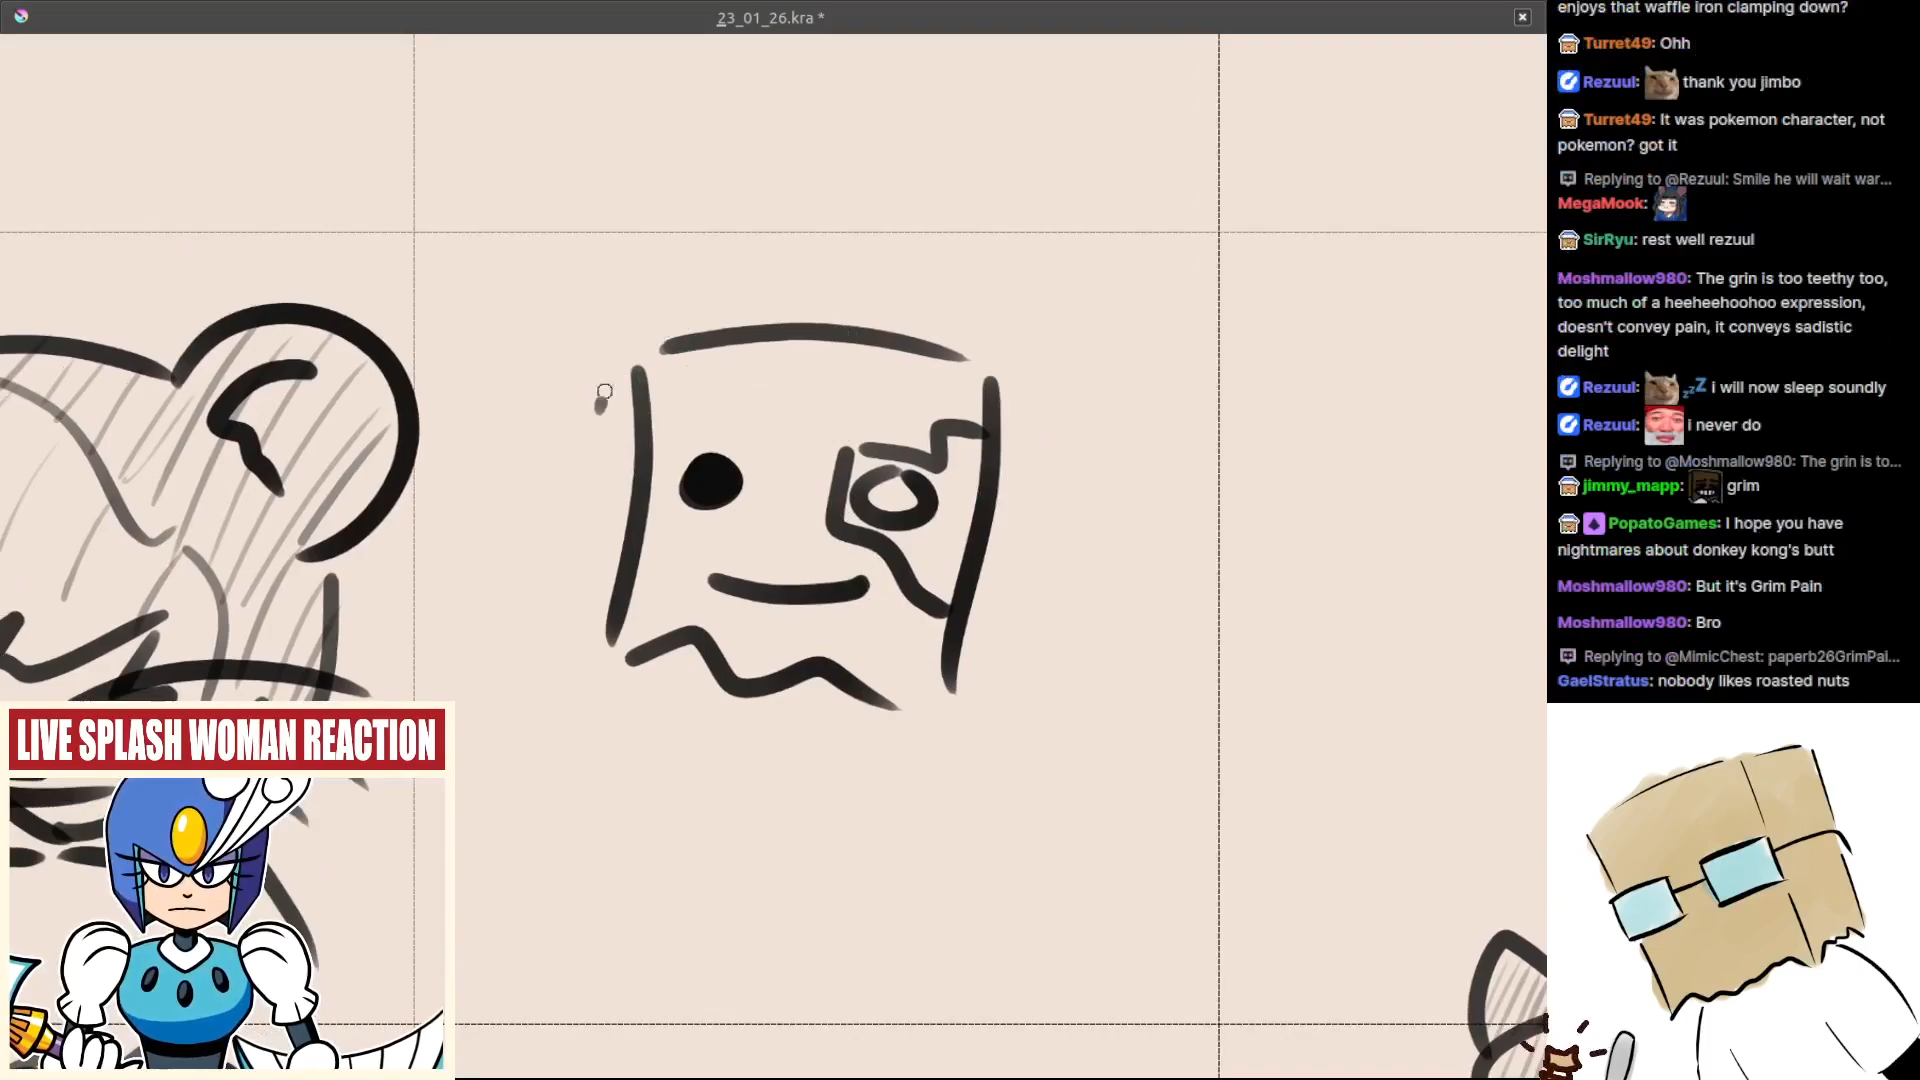 23_01_26.kra *
enjoys that waffle iron clamping down?
Turret49: Ohh
Rezuul: thank you jimbo
Turret49: It was pokemon character, not
pokemon? got it
Replying to @Rezuul: Smile he will wait war...
MegaMook:
SirRyu: rest well rezuul
Moshmallow980: The grin is too teethy too,
too much of a heeheehoohoo expression,
doesn't convey pain, it conveys sadistic
delight
Rezuul: zzZ i will now sleep soundly
Rezuul: i never do
Replying to @Moshmallow980: The grin is to...
jimmy_mapp: grim
PopatoGames: I hope you have
nightmares about donkey kong's butt
Moshmallow980: But it's Grim Pain
Moshmallow980: Bro
Replying to @MimicChest: paperb26GrimPai...
GaelStratus: nobody likes roasted nuts
LIVE SPLASH WOMAN REACTION